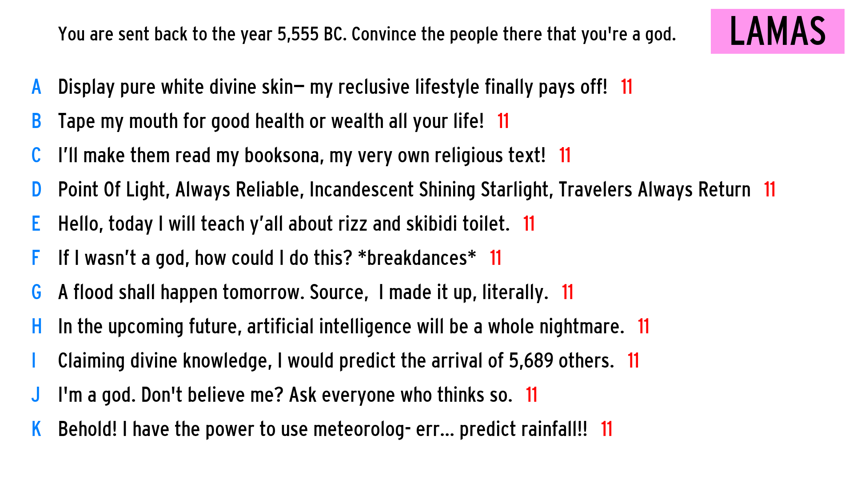 You are sent back to the year 5,555 BC. Convince the people there that you're a god.
LAMAS
A Display pure white divine skin– my reclusive lifestyle finally pays off! 11
B Tape my mouth for good health or wealth all your life! 11
C I’ll make them read my booksona, my very own religious text! 11
D Point Of Light, Always Reliable, Incandescent Shining Starlight, Travelers Always Return 11
E Hello, today I will teach y’all about rizz and skibidi toilet. 11
F If I wasn’t a god, how could I do this? *breakdances* 11
G A flood shall happen tomorrow. Source, I made it up, literally. 11
H In the upcoming future, artificial intelligence will be a whole nightmare. 11
I Claiming divine knowledge, I would predict the arrival of 5,689 others. 11
J I'm a god. Don't believe me? Ask everyone who thinks so. 11
K Behold! I have the power to use meteorolog- err... predict rainfall!! 11